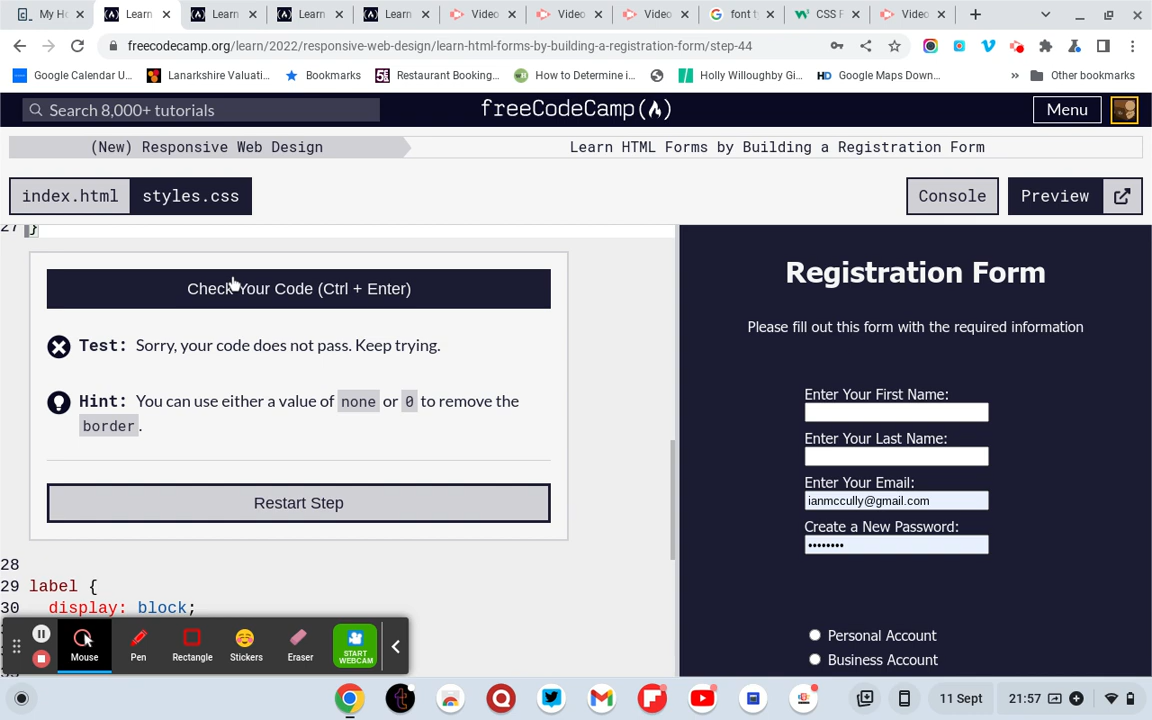 My H
Learn
Learn
Learn
Learn
Video
Video
Video
font t
CSS F
Video
freecodecamp.org/learn/2022/responsive-web-design/learn-html-forms-by-building-a-registration-form/step-44
Google Calendar U...
Lanarkshire Valuati...
Bookmarks
Restaurant Booking...
How to Determine i...
Holly Willoughby Gi...
HD Google Maps Down...
» Other bookmarks
Search 8,000+ tutorials
freeCodeCamp
Menu
(New) Responsive Web Design
Learn HTML Forms by Building a Registration Form
index.html
styles.css
Console
Preview
27 }
Check Your Code (Ctrl + Enter)
Test: Sorry, your code does not pass. Keep trying.
Hint: You can use either a value of none or 0 to remove the
border.
Restart Step
28
29 label {
30 display: block;
Registration Form
Please fill out this form with the required information
Enter Your First Name:
Enter Your Last Name:
Enter Your Email:
ianmccully@gmail.com
Create a New Password:
••••••••
Personal Account
Business Account
Mouse
Pen
Rectangle
Stickers
Eraser
START
WEBCAM
11 Sept
21:57